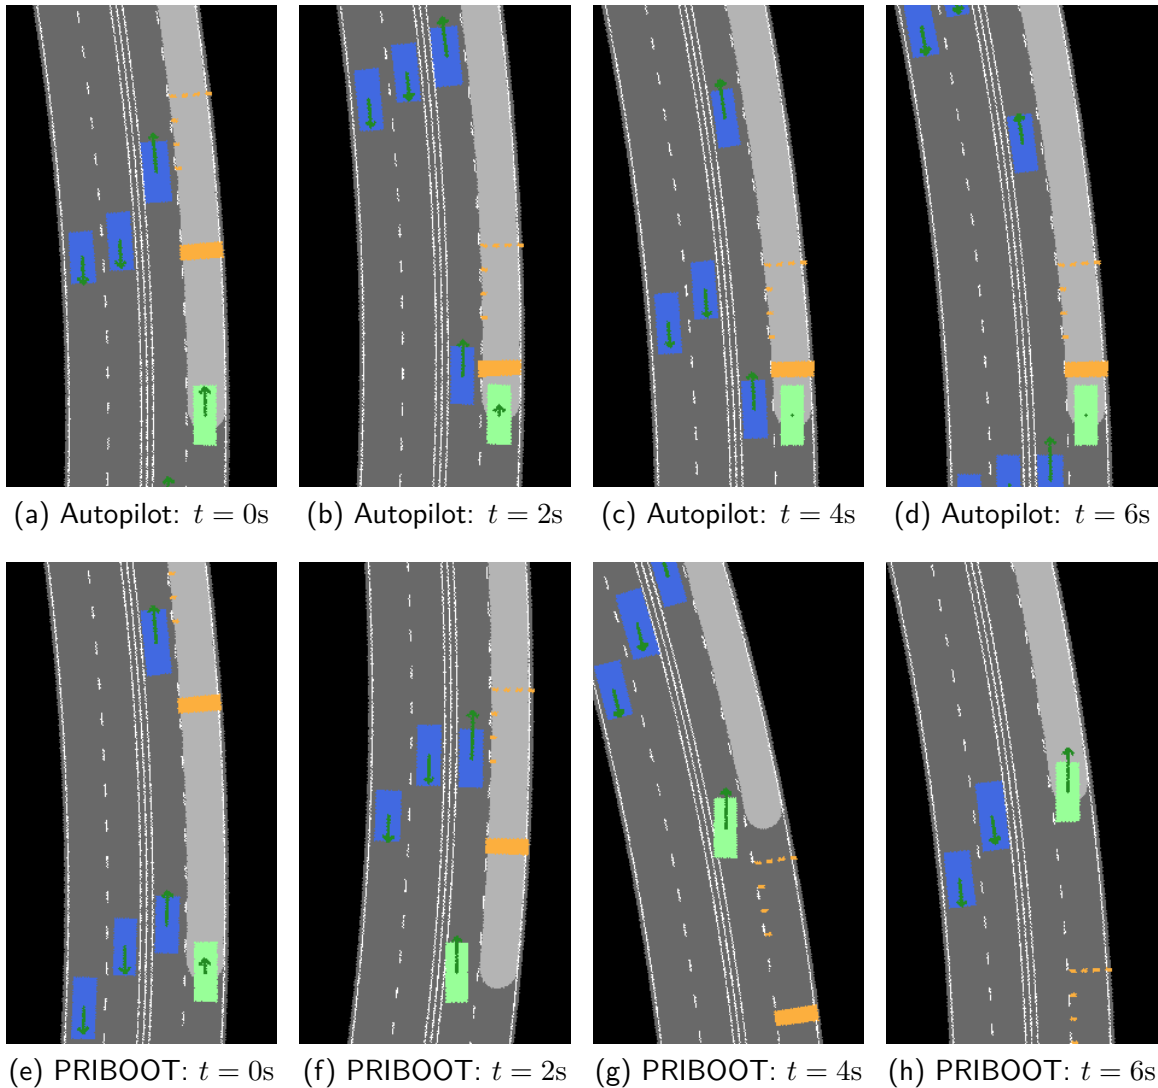 (a) Autopilot: t = 0s (b) Autopilot: t = 2s (c) Autopilot: t = 4s (d) Autopilot: t = 6s
(e) PRIBOOT: t = 0s (f) PRIBOOT: t = 2s (g) PRIBOOT: t = 4s (h) PRIBOOT: t = 6s